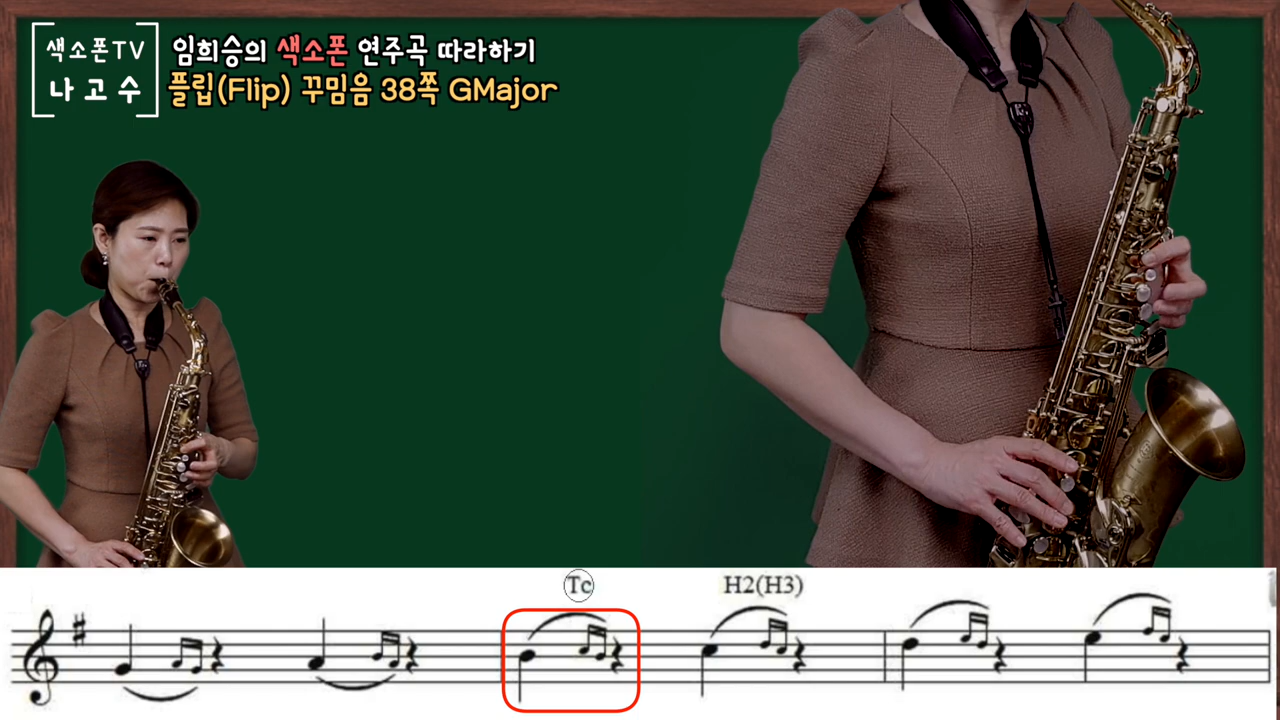 색소폰TV
나고수
임희승의 색소폰 연주곡 따라하기
플립(Flip) 꾸밈음 38쪽 GMajor
Tc
H2(H3)